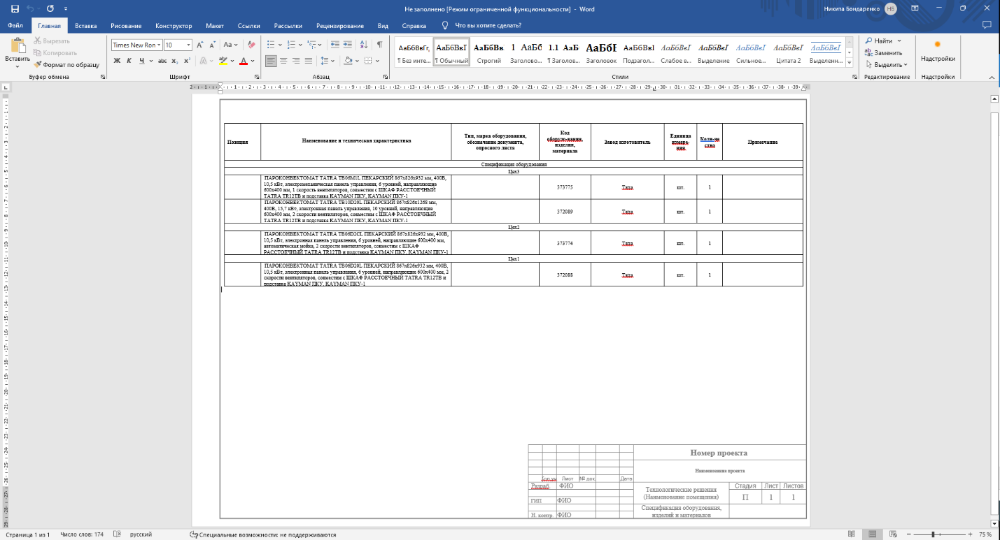 Не заполнено [Режим ограниченной функциональности] - Word
Никита Бондаренко НБ
Файл Главная Вставка Рисование Конструктор Макет Ссылки Рассылки Рецензирование Вид Справка Что вы хотите сделать?
Вставить
Вырезать
Копировать
Формат по образцу
Буфер обмена
Times New Ron 10
Шрифт
Абзац
АаБбВвГг, АаБбВвГ АаБбВв. 1 АаБб 1.1 АаБ АаБбІ АаБбВвІ АаБбВеІ АаБбВеІ АаБбВеІ АаБбВеІ АаБбВеІ
¶ Без инте... ¶ Обычный Строгий Заголово... ¶ Заголов... Заголовок Подзагол... Слабое в... Выделение Сильное... Цитата 2 Выделенн...
Стили
Найти
Заменить
Выделить
Редактирование
Настройки
Настройки
Позиция
Наименование и техническая характеристика
Тип, марка оборудования,
обозначение документа,
опросного листа
Код
оборудо-вания,
изделия,
материала
Завод изготовитель
Единица
измере-
ния
Коли-че
ство
Примечание
Спецификация оборудования
Цех3
ПАРОКОНВЕКТОМАТ TATRA TB06M1L ПЕКАРСКИЙ 867х826х932 мм, 400В,
10,5 кВт, электромеханическая панель управления, 6 уровней, направляющие
600х400 мм, 1 скорость вентиляторов, совместим с ШКАФ РАССТОЕЧНЫЙ
TATRA TR12TB и подставка KAYMAN ПКУ, KAYMAN ПКУ-1
373775 Tatra шт. 1
ПАРОКОНВЕКТОМАТ TATRA TB10D20L ПЕКАРСКИЙ 867х826х1268 мм,
400В, 15,7 кВт, электронная панель управления, 10 уровней, направляющие
600х400 мм, 2 скорости вентиляторов, совместим с ШКАФ РАССТОЕЧНЫЙ
TATRA TR12TB и подставка KAYMAN ПКУ, KAYMAN ПКУ-1
372089 Tatra шт. 1
Цех2
ПАРОКОНВЕКТОМАТ TATRA TB06D2CL ПЕКАРСКИЙ 867х826х932 мм, 400В,
10,5 кВт, электронная панель управления, 6 уровней, направляющие 600х400 мм,
автоматическая мойка, 2 скорости вентиляторов, совместим с ШКАФ
РАССТОЕЧНЫЙ TATRA TR12TB и подставка KAYMAN ПКУ, KAYMAN ПКУ-1
373774 Tatra шт. 1
Цех1
ПАРОКОНВЕКТОМАТ TATRA TB06D20L ПЕКАРСКИЙ 867х826х932 мм, 400В,
10,5 кВт, электронная панель управления, 6 уровней, направляющие 600х400 мм, 2
скорости вентиляторов, совместим с ШКАФ РАССТОЕЧНЫЙ TATRA TR12TB и
подставка KAYMAN ПКУ, KAYMAN ПКУ-1
372088 Tatra шт. 1
Номер проекта
Наименование проекта
Лист № док. Дата
Разраб. ФИО
ГИП ФИО
Н. контр. ФИО
Технологические решения
(Наименование помещения)
Стадия Лист Листов
П 1 1
Спецификация оборудования,
изделий и материалов
Страница 1 из 1 Число слов: 174 русский Специальные возможности: не поддерживаются 75 %